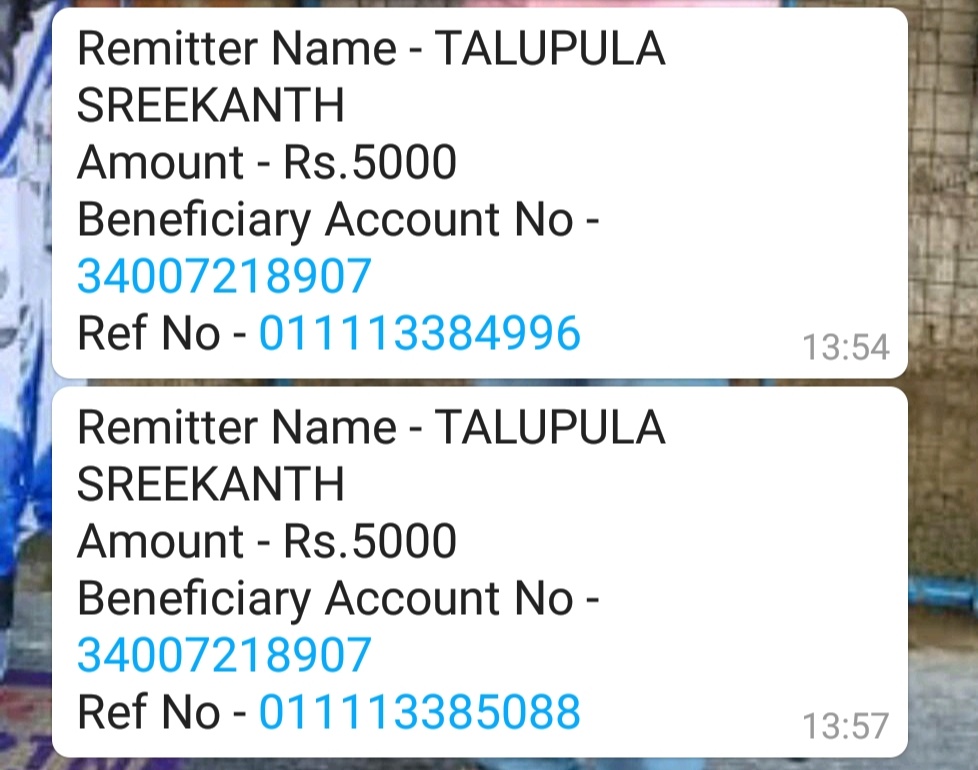 Remitter Name - TALUPULA
SREEKANTH
Amount - Rs.5000
Beneficiary Account No -
34007218907
Ref No - 011113384996
13:54
Remitter Name - TALUPULA
SREEKANTH
Amount - Rs.5000
Beneficiary Account No -
34007218907
Ref No - 011113385088
13:57